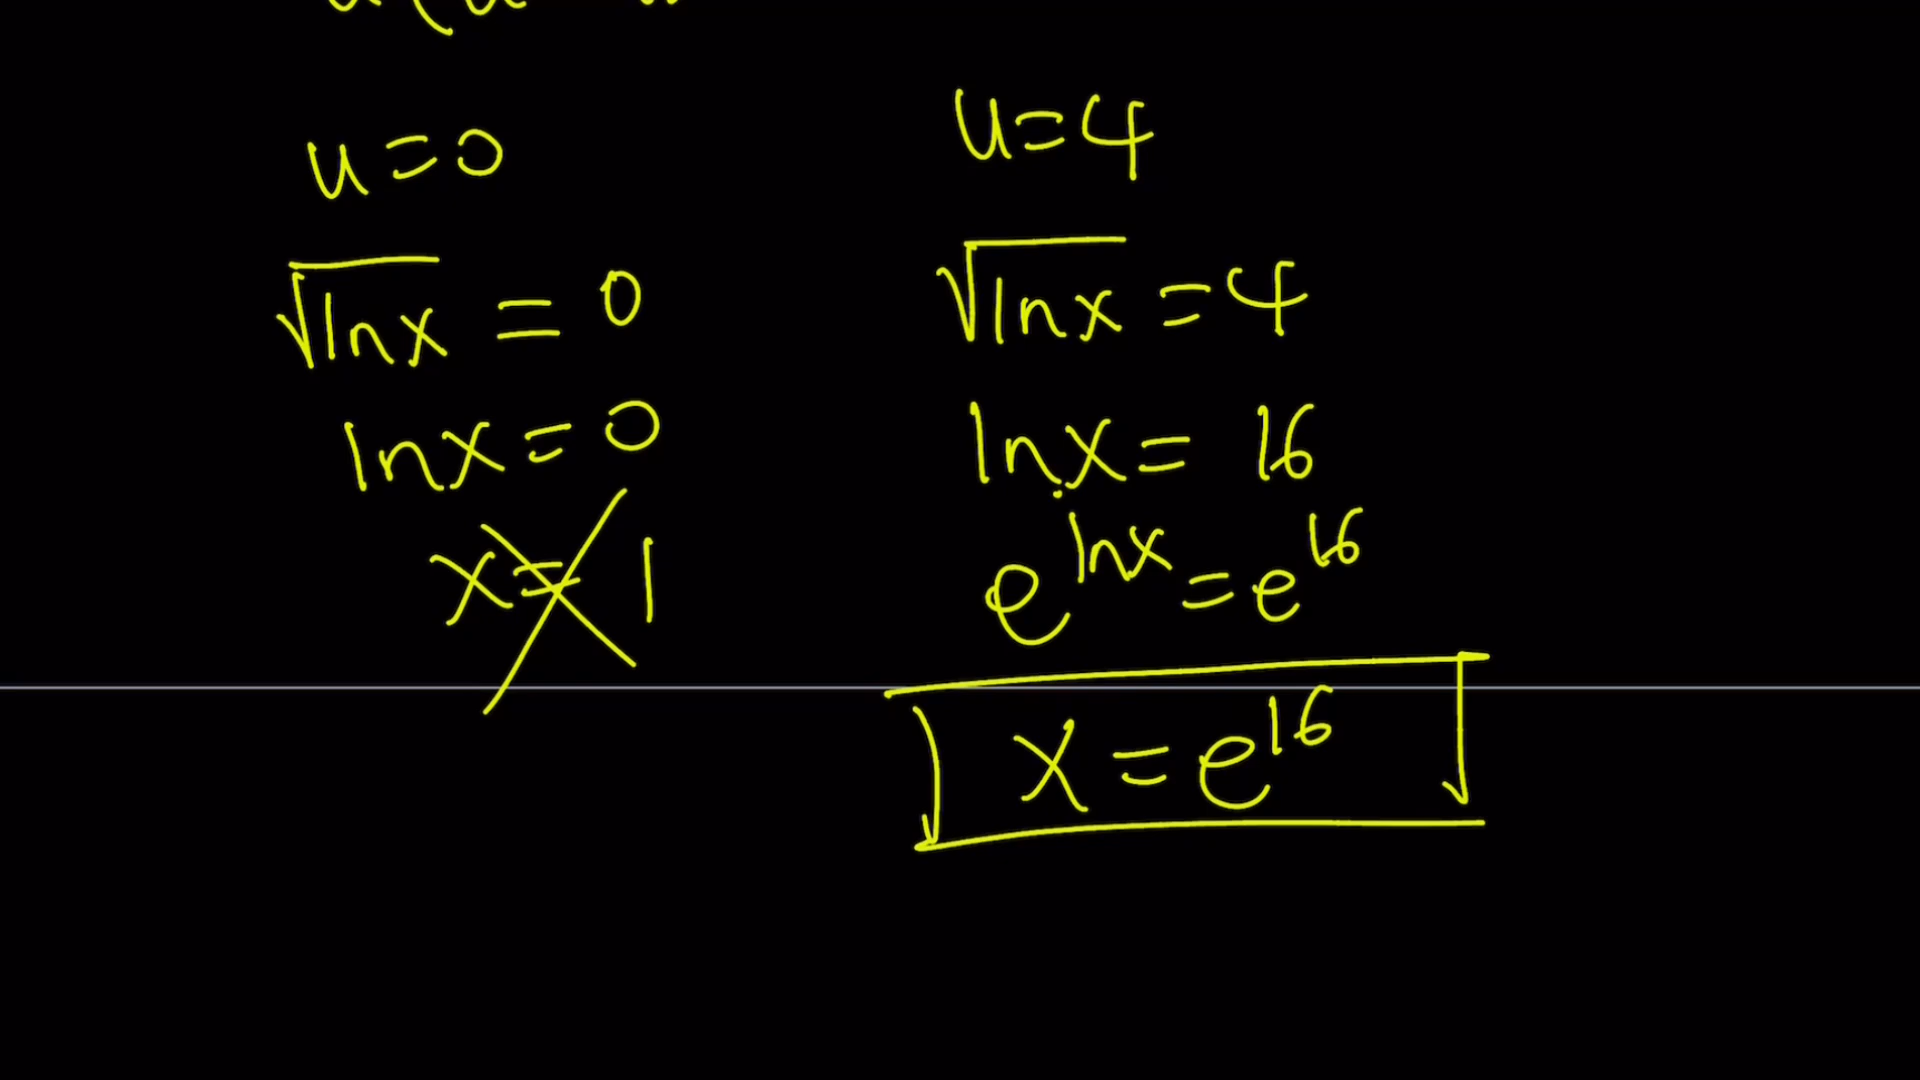 u=0
√lnx = 0
lnx=0
x=1
u=4
√lnx=4
lnx=16
e^lnx=e^16
x=e^16